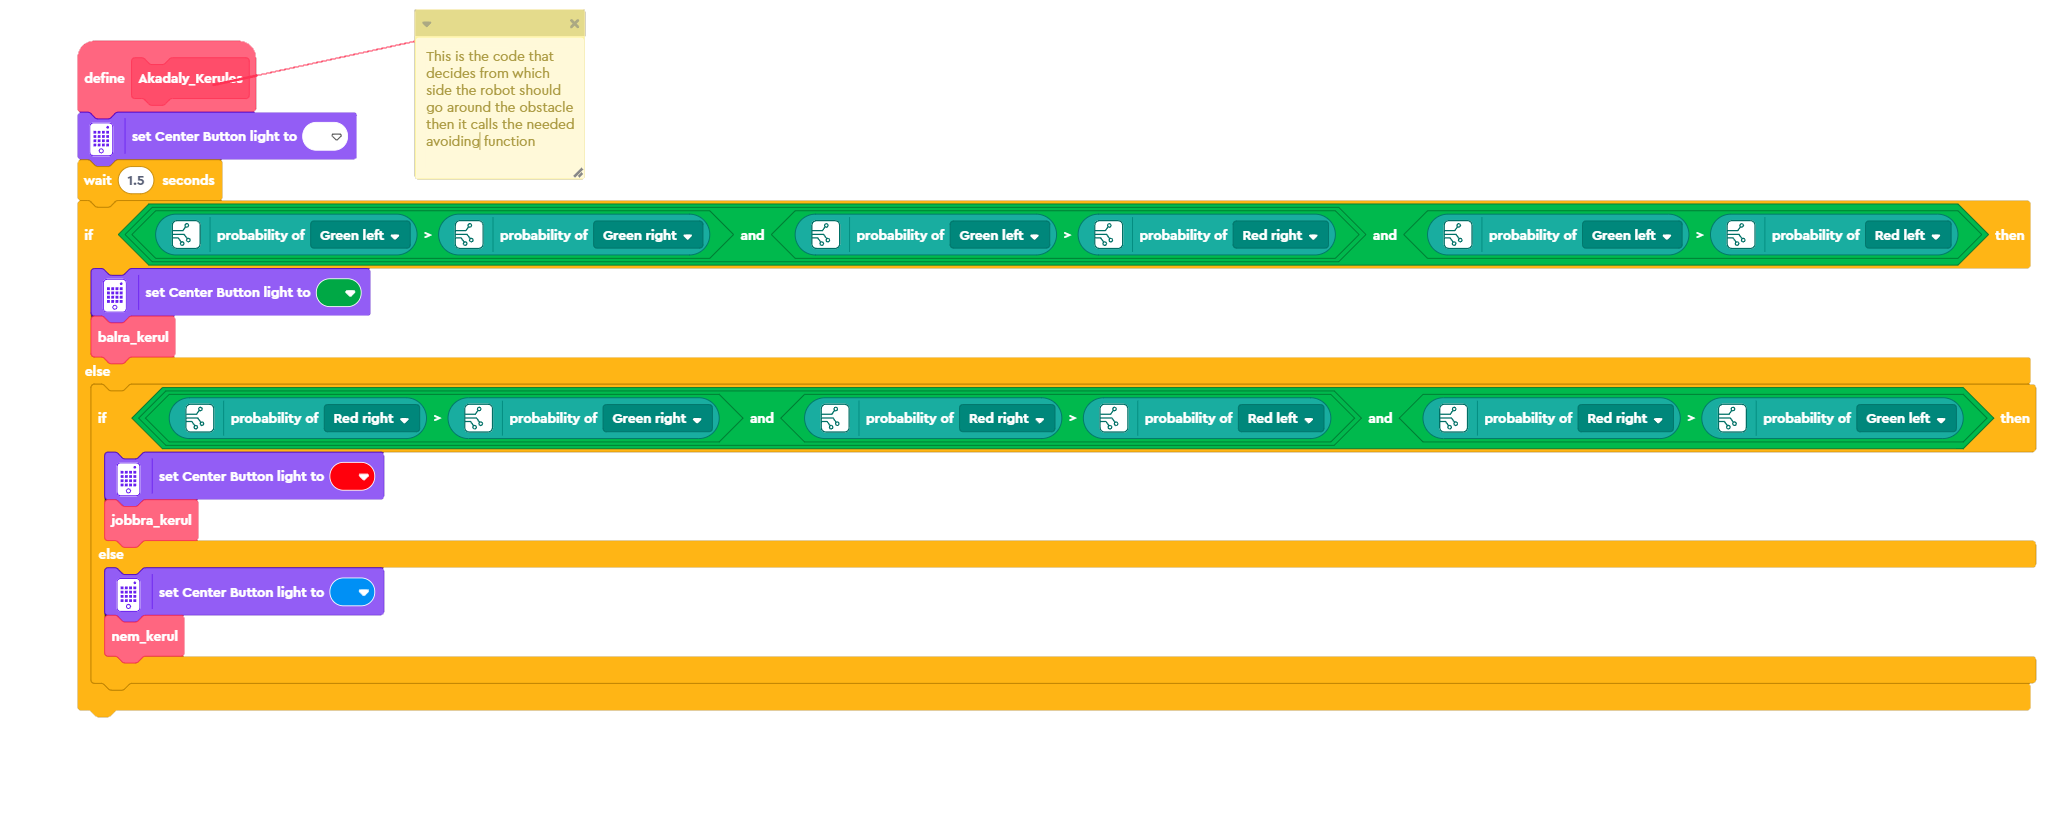 This is the code that
decides from which
side the robot should
go around the obstacle
then it calls the needed
avoiding function
define Akadaly_Kerules
set Center Button light to
wait 1.5 seconds
if probability of Green left > probability of Green right and probability of Green left > probability of Red right and probability of Green left > probability of Red left then
set Center Button light to
balra_kerul
else
if probability of Red right > probability of Green right and probability of Red right > probability of Red left and probability of Red right > probability of Green left then
set Center Button light to
jobbra_kerul
else
set Center Button light to
nem_kerul